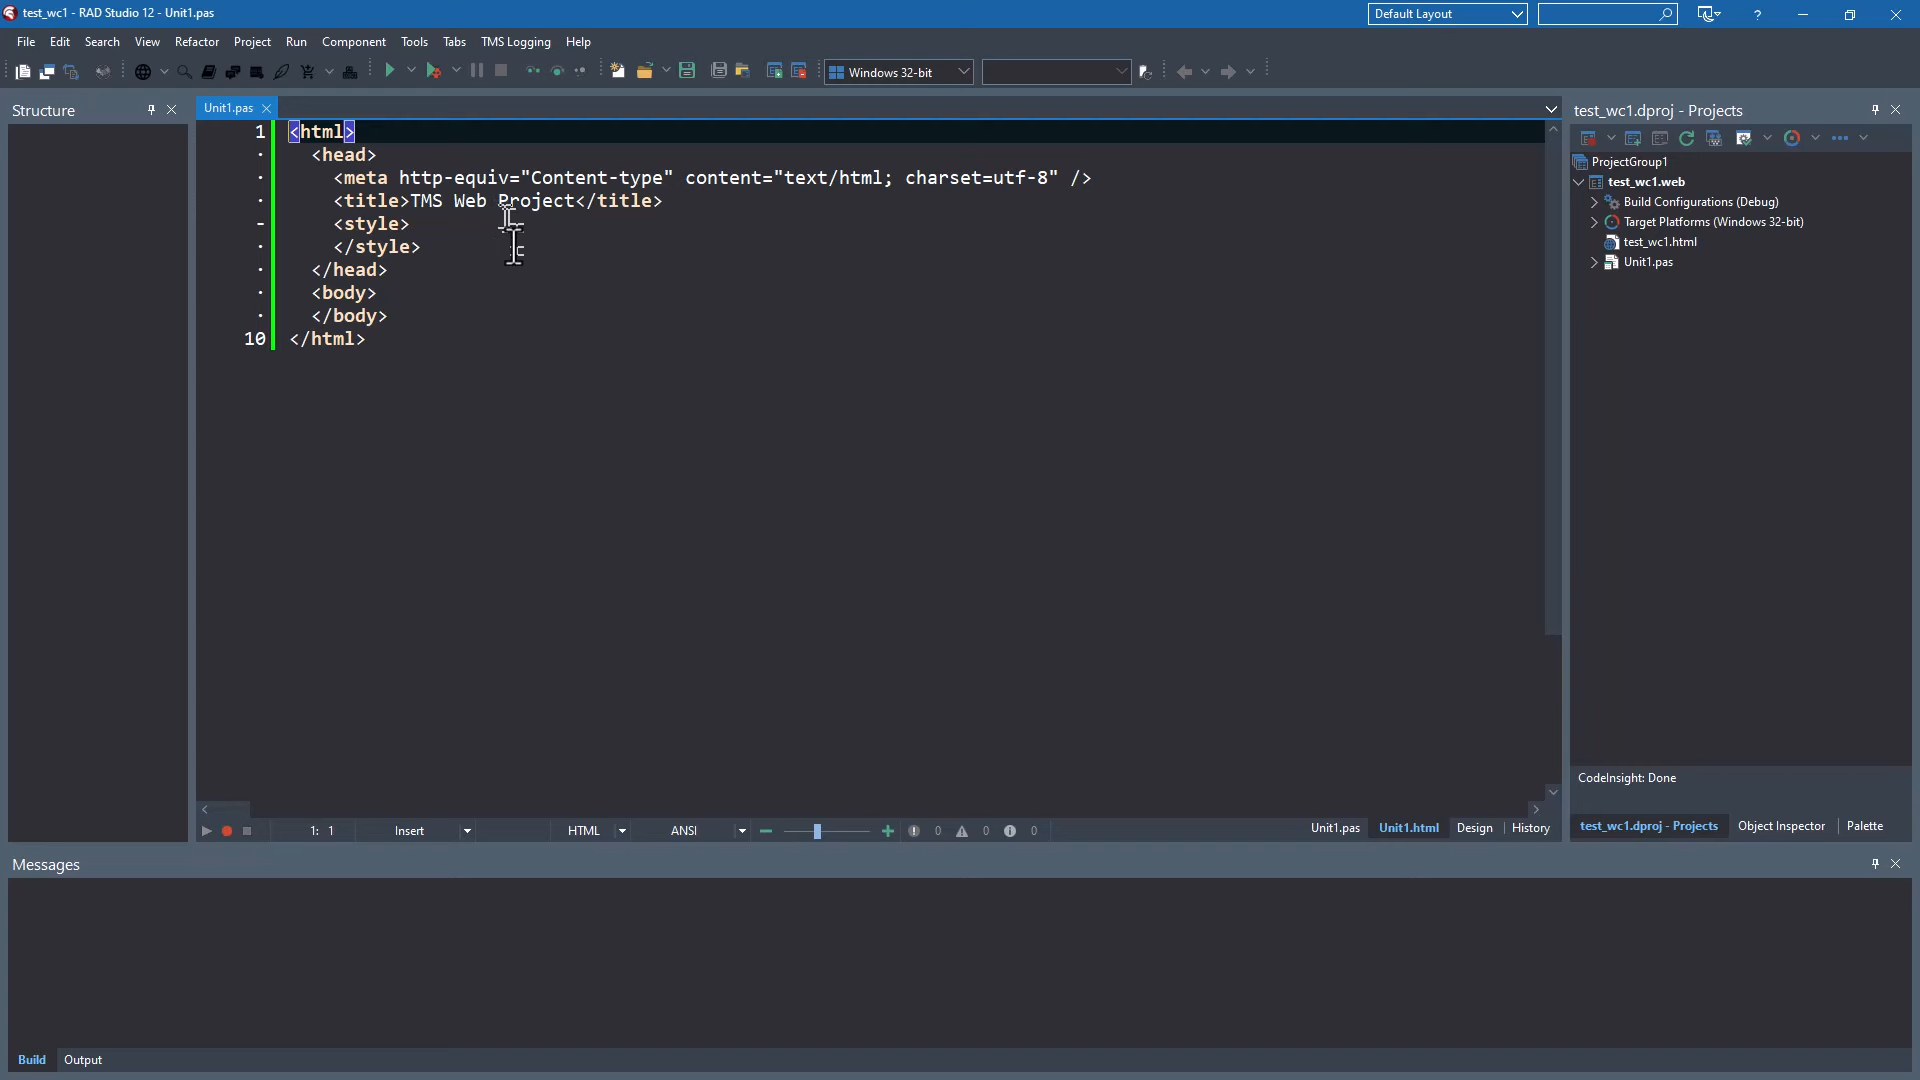 test_wc1 - RAD Studio 12 - Unit1.pas
Default Layout
?
File Edit Search View Refactor Project Run Component Tools Tabs TMS Logging Help
Windows 32-bit
Structure
Unit1.pas
1 <html>
<head>
<meta http-equiv="Content-type" content="text/html; charset=utf-8" />
<title>TMS Web Project</title>
<style>
</style>
</head>
<body>
</body>
10 </html>
test_wc1.dproj - Projects
ProjectGroup1
test_wc1.web
Build Configurations (Debug)
Target Platforms (Windows 32-bit)
test_wc1.html
Unit1.pas
CodeInsight: Done
1: 1 Insert HTML ANSI 0 0 0 Unit1.pas Unit1.html Design History
test_wc1.dproj - Projects Object Inspector Palette
Messages
Build Output